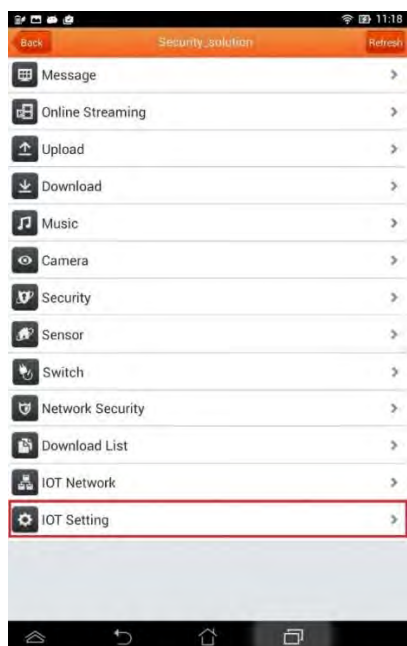 11:18
Back Security_solution Refresh
Message
Online Streaming
Upload
Download
Music
Camera
Security
Sensor
Switch
Network Security
Download List
IOT Network
IOT Setting